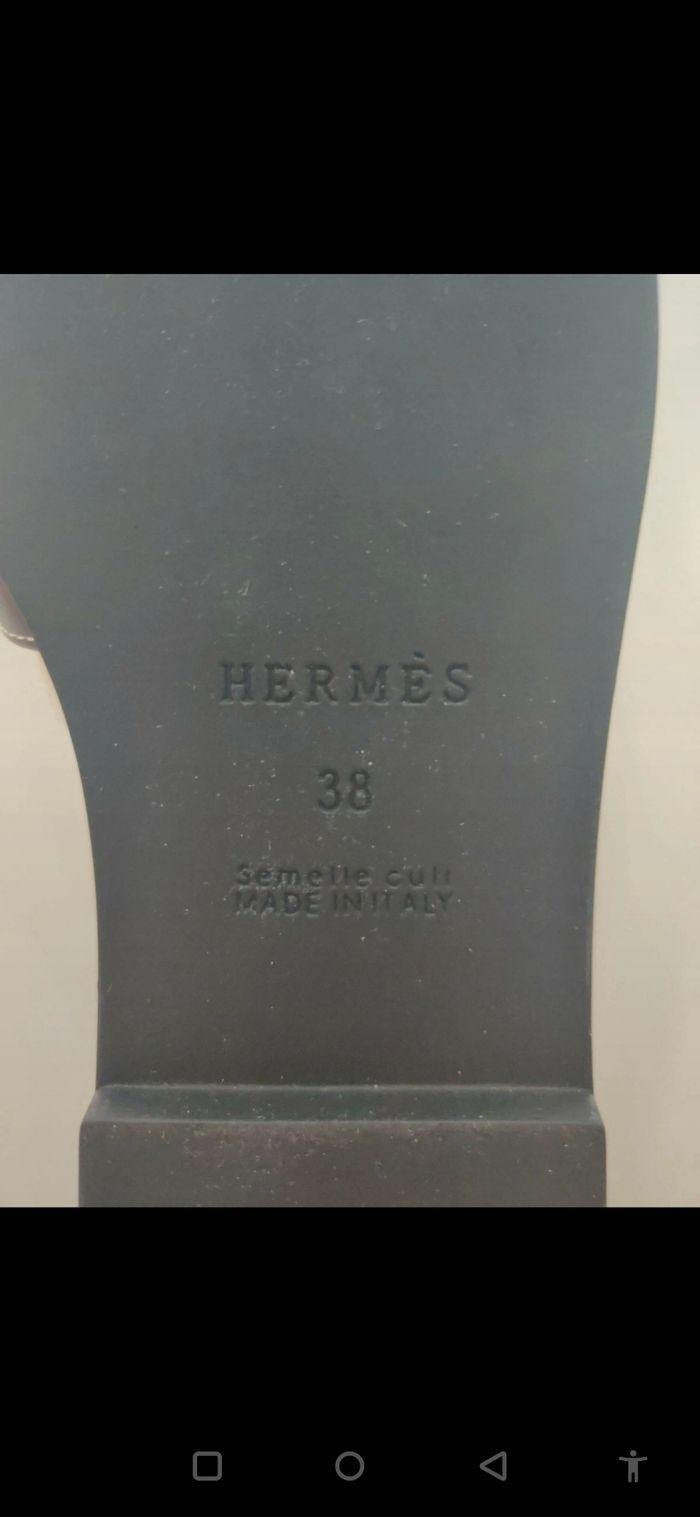 HERMÈS
38
Semelle cuir
MADE IN ITALY